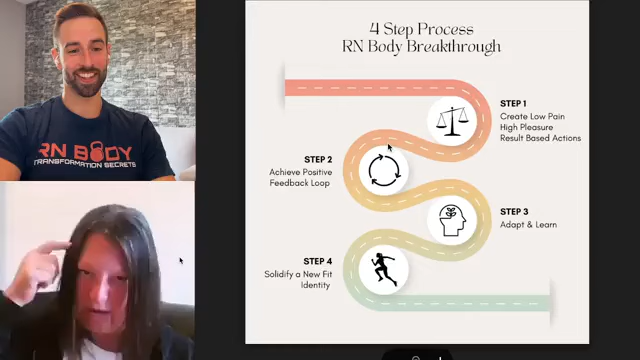 4 Step Process
RN Body Breakthrough
STEP 1
Create Low Pain
High Pleasure
Result Based Actions
STEP 2
Achieve Positive
Feedback Loop
STEP 3
Adapt & Learn
STEP 4
Solidify a New Fit
Identity
RN BODY
TRANSFORMATION SECRETS